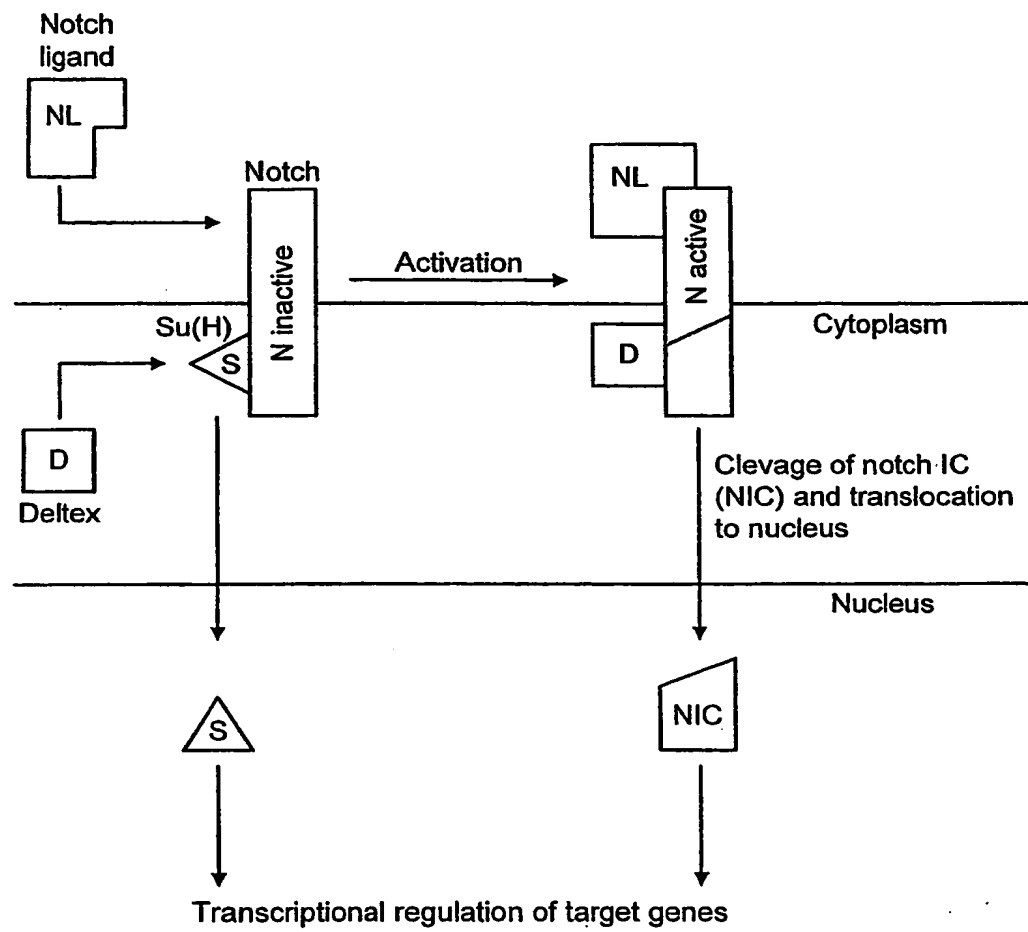 Notch
ligand
NL
Notch
N inactive
Activation
NL
N active
Cytoplasm
Su(H)
S
D
D
Deltex
Clevage of notch IC
(NIC) and translocation
to nucleus
Nucleus
S
NIC
Transcriptional regulation of target genes